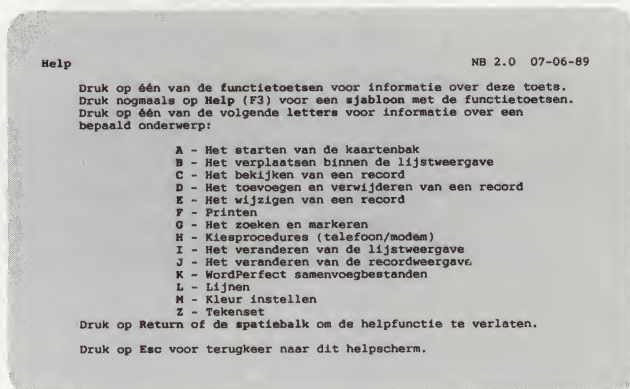 Help NB 2.0 07-06-89
Druk op één van de functietoetsen voor informatie over deze toets.
Druk nogmaals op Help (F3) voor een sjabloon met de functietoetsen.
Druk op één van de volgende letters voor informatie over een
bepaald onderwerp:
A - Het starten van de kaartenbak
B - Het verplaatsen binnen de lijstweergave
C - Het bekijken van een record
D - Het toevoegen en verwijderen van een record
E - Het wijzigen van een record
F - Printen
G - Het zoeken en markeren
H - Kiesprocedures (telefoon/modem)
I - Het veranderen van de lijstweergave
J - Het veranderen van de recordweergave
K - WordPerfect samenvoegbestanden
L - Lijnen
M - Kleur instellen
Z - Tekenset
Druk op Return of de spatiebalk om de helpfunctie te verlaten.
Druk op Esc voor terugkeer naar dit helpscherm.